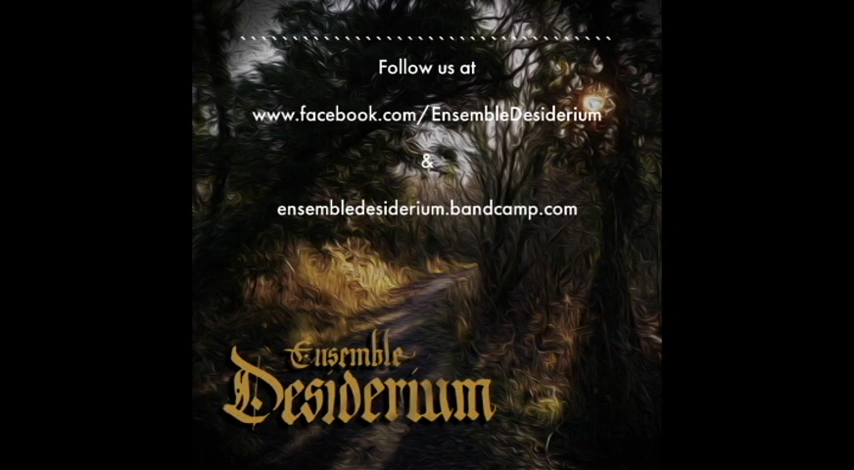 Follow us at
www.facebook.com/EnsembleDesiderium
&
ensembledesiderium.bandcamp.com
Ensemble
Desiderium